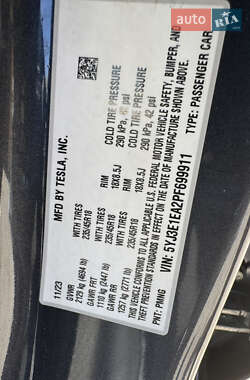 AUTO.RIA
MFD BY TESLA, INC.
11/23
GVWR
2129 kg (4694 lb)
GAWR FRT
1110 kg (2447 lb)
WITH TIRES
235/45R18
RIM
18X8.5J
COLD TIRE PRESSURE
290 kPa, 42 psi
GAWR RR
1257 kg (2771 lb)
WITH TIRES
235/45R18
RIM
18X8.5J
COLD TIRE PRESSURE
290 kPa, 42 psi
THIS VEHICLE CONFORMS TO ALL APPLICABLE U.S. FEDERAL MOTOR VEHICLE SAFETY, BUMPER, AND
THEFT PREVENTION STANDARDS IN EFFECT ON THE DATE OF MANUFACTURE SHOWN ABOVE.
VIN: 5YJ3E1EA2PF699911
TYPE: PASSENGER CAR
PNT: PMNG